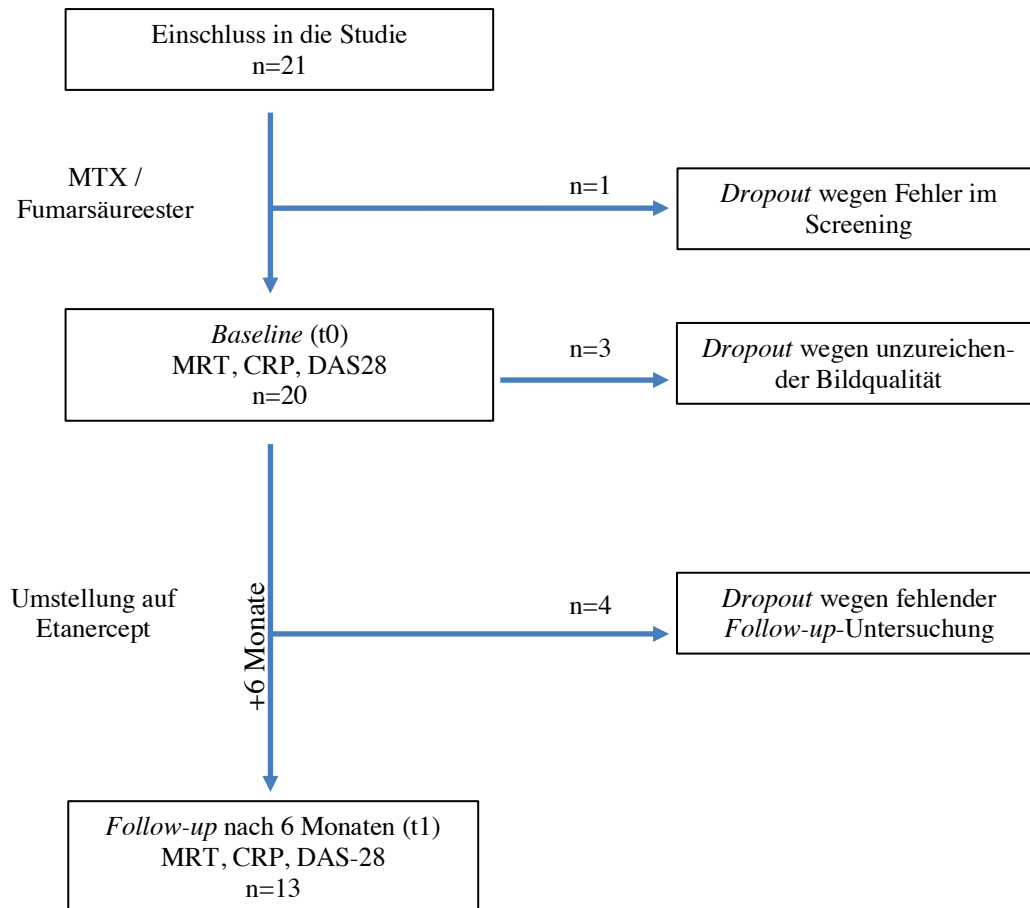 Einschluss in die Studie
n=21
MTX /
Fumarsäureester
n=1
Dropout wegen Fehler im
Screening
Baseline (t0)
MRT, CRP, DAS28
n=20
n=3
Dropout wegen unzureichen-
der Bildqualität
Umstellung auf
Etanercept
+6 Monate
n=4
Dropout wegen fehlender
Follow-up-Untersuchung
Follow-up nach 6 Monaten (t1)
MRT, CRP, DAS-28
n=13